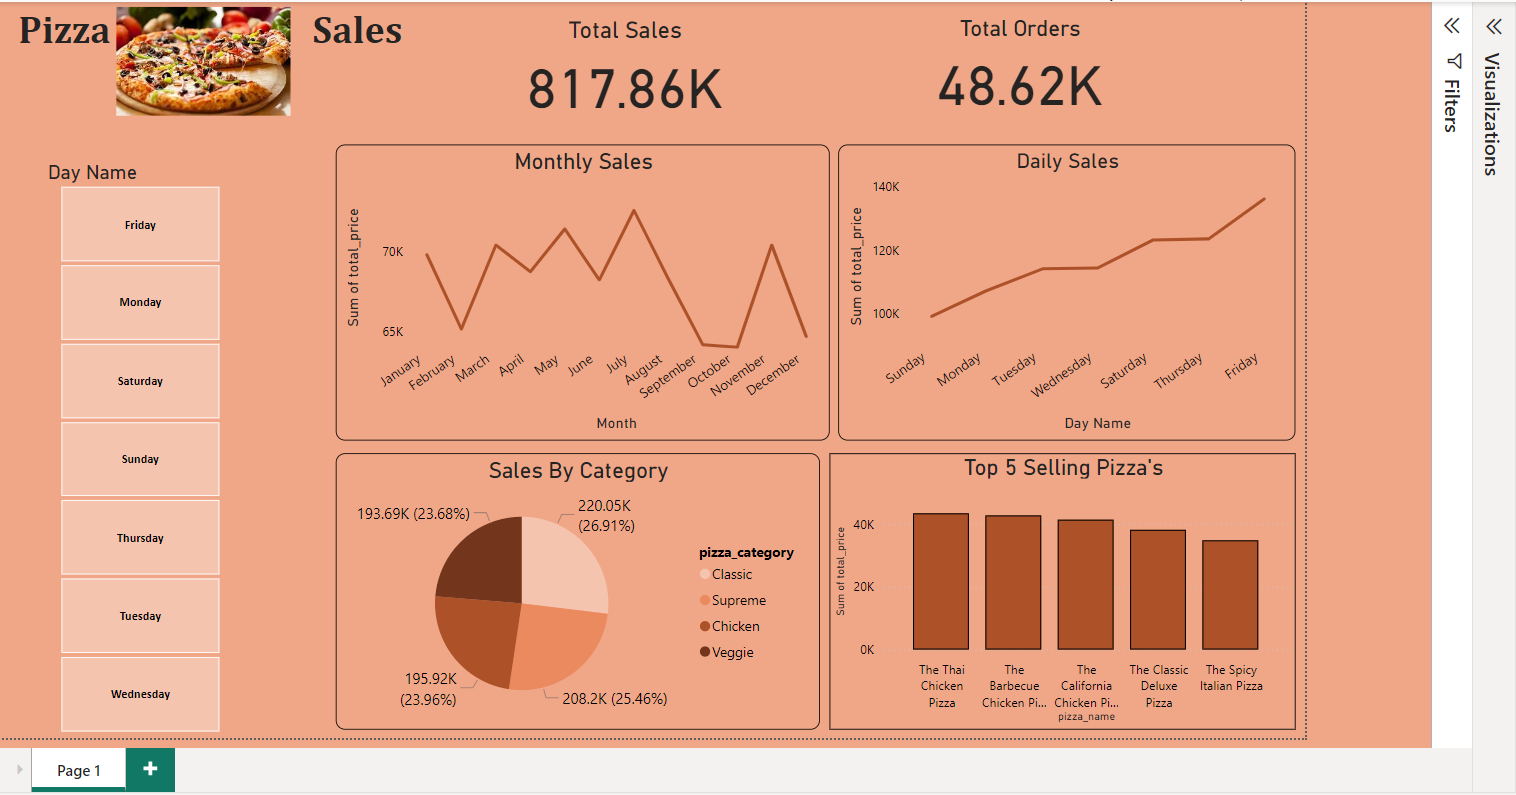 Pizza
Sales
Total Sales
817.86K
Total Orders
48.62K
Filters
Visualizations
Day Name
Friday
Monday
Saturday
Sunday
Thursday
Tuesday
Wednesday
Monthly Sales
Sum of total_price
70K
65K
January
February
March
April
May
June
July
August
September
October
November
December
Month
Daily Sales
Sum of total_price
140K
120K
100K
Sunday
Monday
Tuesday
Wednesday
Saturday
Thursday
Friday
Day Name
Sales By Category
193.69K (23.68%)
220.05K
(26.91%)
195.92K
(23.96%)
208.2K (25.46%)
pizza_category
Classic
Supreme
Chicken
Veggie
Top 5 Selling Pizza's
Sum of total_price
40K
20K
0K
The Thai
Chicken
Pizza
The
Barbecue
Chicken Pi...
The
California
Chicken Pi...
The Classic
Deluxe
Pizza
The Spicy
Italian Pizza
pizza_name
Page 1